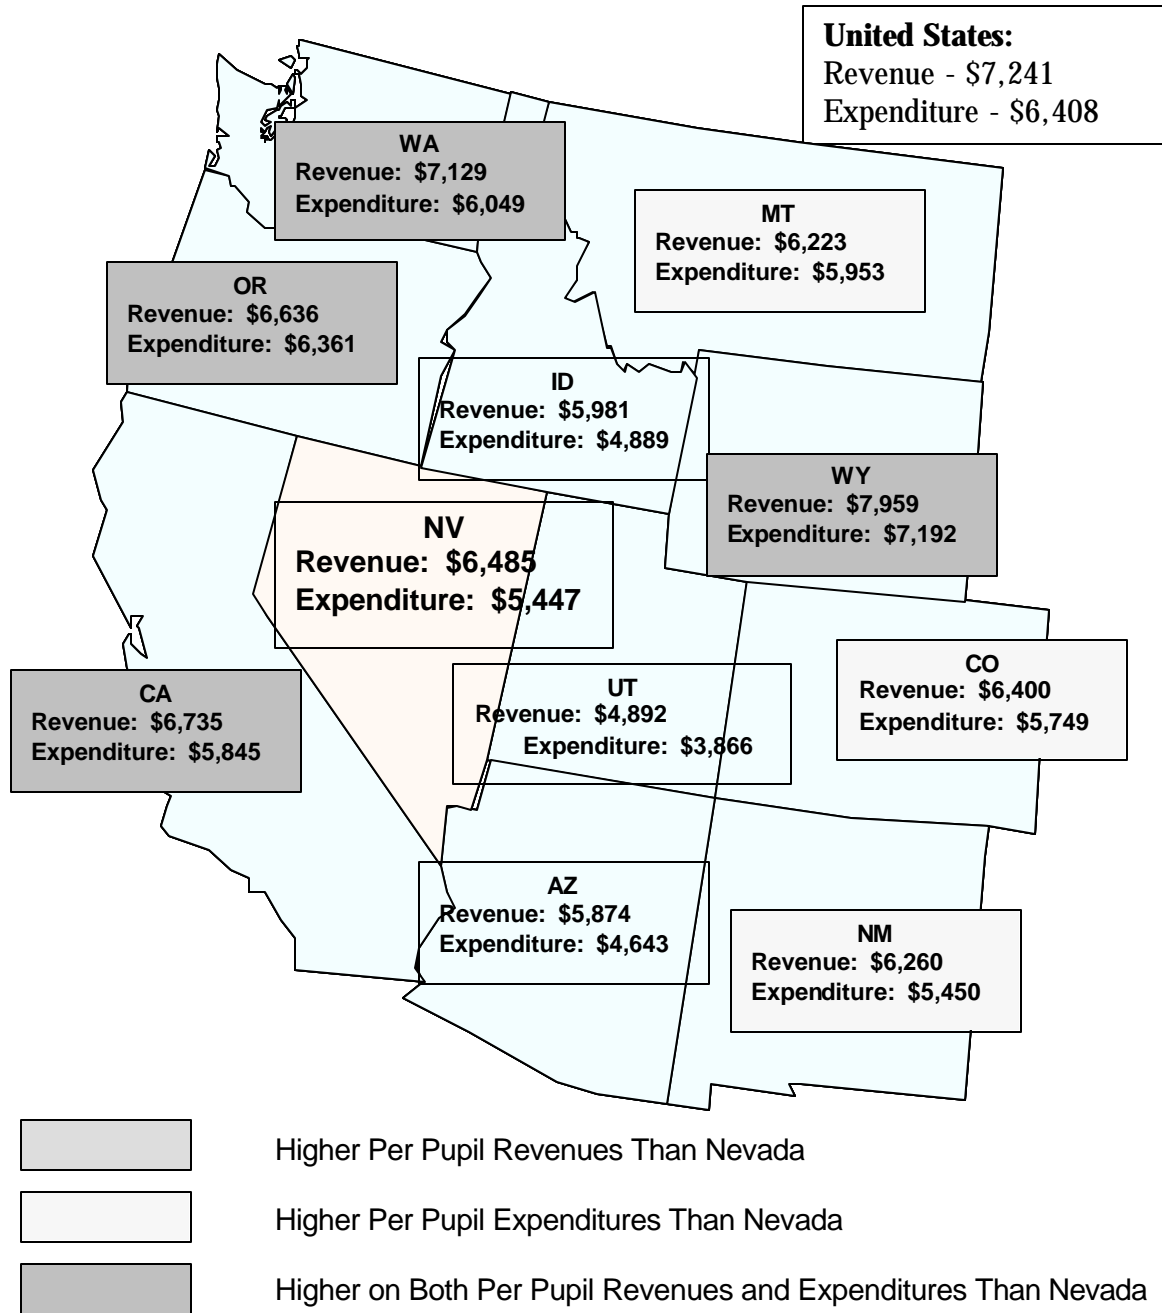 United States:
Revenue - $7,241
Expenditure - $6,408
WA
Revenue: $7,129
Expenditure: $6,049
MT
Revenue: $6,223
Expenditure: $5,953
OR
Revenue: $6,636
Expenditure: $6,361
ID
Revenue: $5,981
Expenditure: $4,889
WY
Revenue: $7,959
Expenditure: $7,192
NV
Revenue: $6,485
Expenditure: $5,447
CO
Revenue: $6,400
Expenditure: $5,749
UT
Revenue: $4,892
Expenditure: $3,866
CA
Revenue: $6,735
Expenditure: $5,845
AZ
Revenue: $5,874
Expenditure: $4,643
NM
Revenue: $6,260
Expenditure: $5,450
Higher Per Pupil Revenues Than Nevada
Higher Per Pupil Expenditures Than Nevada
Higher on Both Per Pupil Revenues and Expenditures Than Nevada